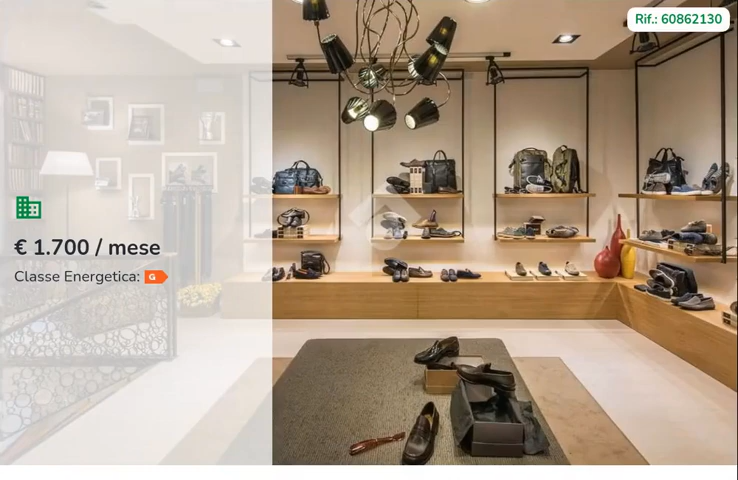 Rif.: 60862130
€ 1.700 / mese
Classe Energetica: G